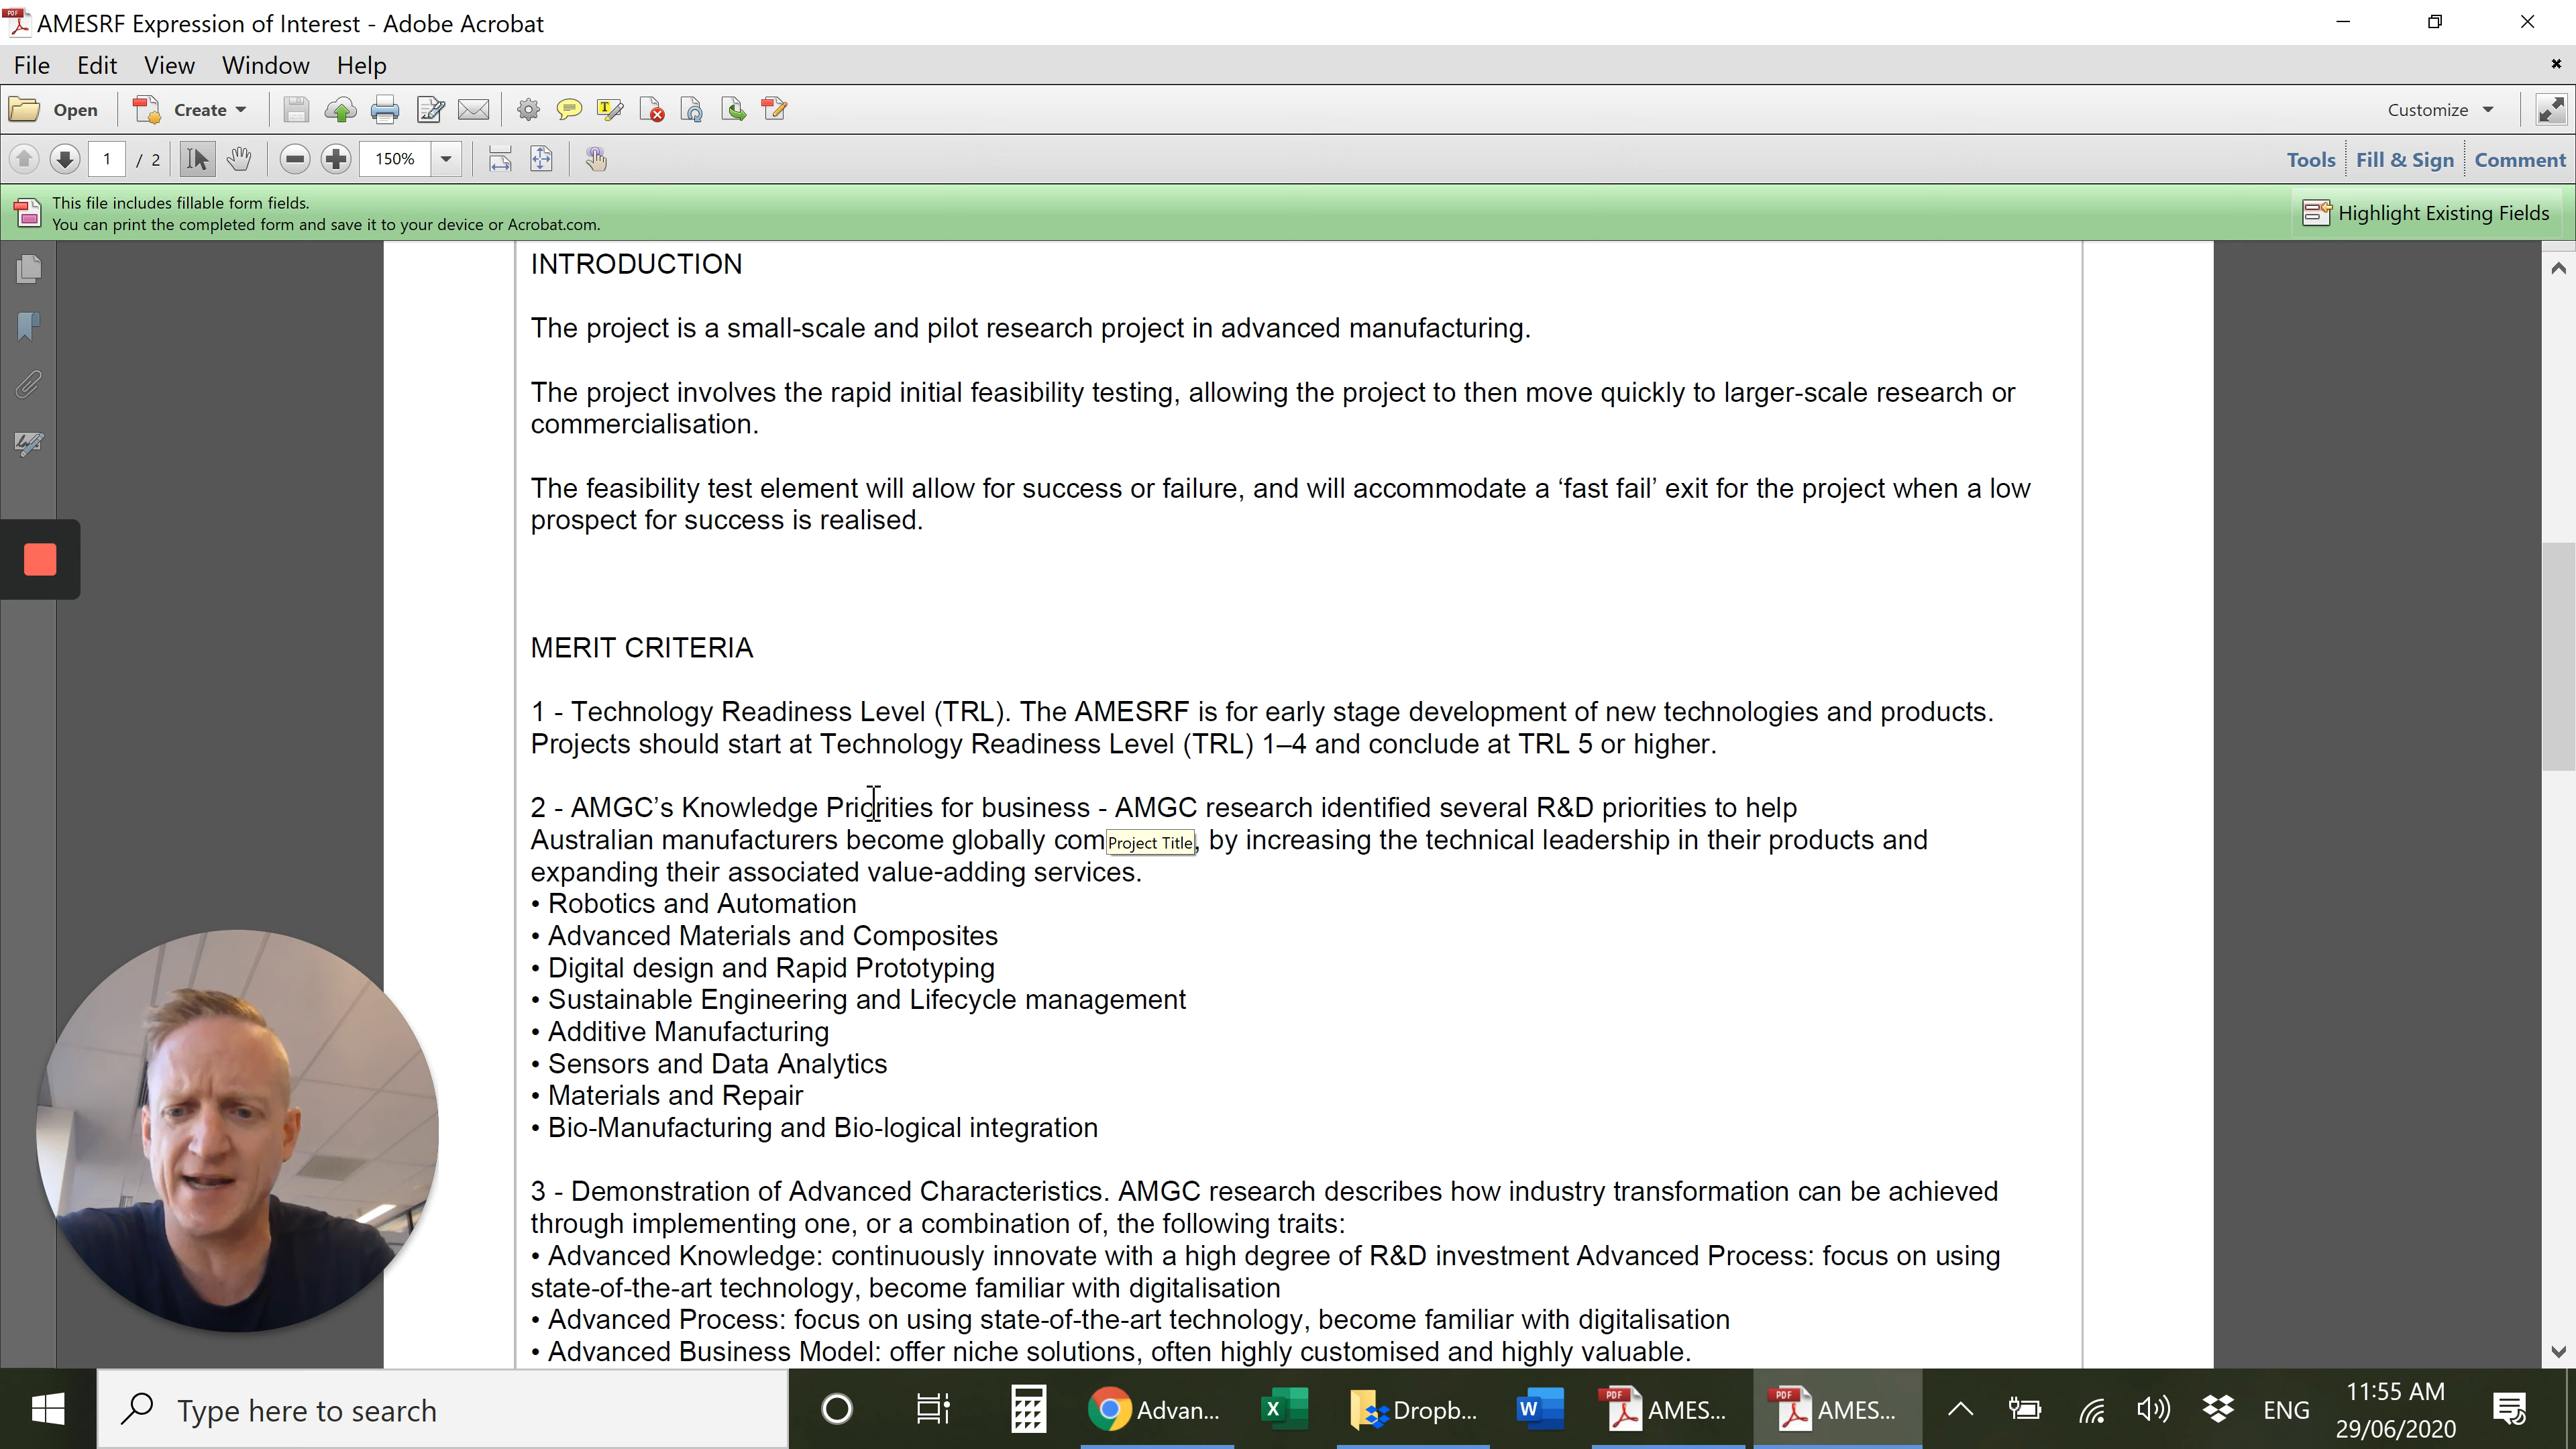 AMESRF Expression of Interest - Adobe Acrobat
File Edit View Window Help
Open Create Customize
1 / 2 150% Tools Fill & Sign Comment
This file includes fillable form fields.
You can print the completed form and save it to your device or Acrobat.com.
Highlight Existing Fields
INTRODUCTION
The project is a small-scale and pilot research project in advanced manufacturing.
The project involves the rapid initial feasibility testing, allowing the project to then move quickly to larger-scale research or
commercialisation.
The feasibility test element will allow for success or failure, and will accommodate a ‘fast fail’ exit for the project when a low
prospect for success is realised.
MERIT CRITERIA
1 - Technology Readiness Level (TRL). The AMESRF is for early stage development of new technologies and products.
Projects should start at Technology Readiness Level (TRL) 1–4 and conclude at TRL 5 or higher.
2 - AMGC’s Knowledge Priorities for business - AMGC research identified several R&D priorities to help
Australian manufacturers become globally com Project Title, by increasing the technical leadership in their products and
expanding their associated value-adding services.
• Robotics and Automation
• Advanced Materials and Composites
• Digital design and Rapid Prototyping
• Sustainable Engineering and Lifecycle management
• Additive Manufacturing
• Sensors and Data Analytics
• Materials and Repair
• Bio-Manufacturing and Bio-logical integration
3 - Demonstration of Advanced Characteristics. AMGC research describes how industry transformation can be achieved
through implementing one, or a combination of, the following traits:
• Advanced Knowledge: continuously innovate with a high degree of R&D investment Advanced Process: focus on using
state-of-the-art technology, become familiar with digitalisation
• Advanced Process: focus on using state-of-the-art technology, become familiar with digitalisation
• Advanced Business Model: offer niche solutions, often highly customised and highly valuable.
Type here to search Advan... Dropb... AMES... AMES... ENG 11:55 AM
29/06/2020